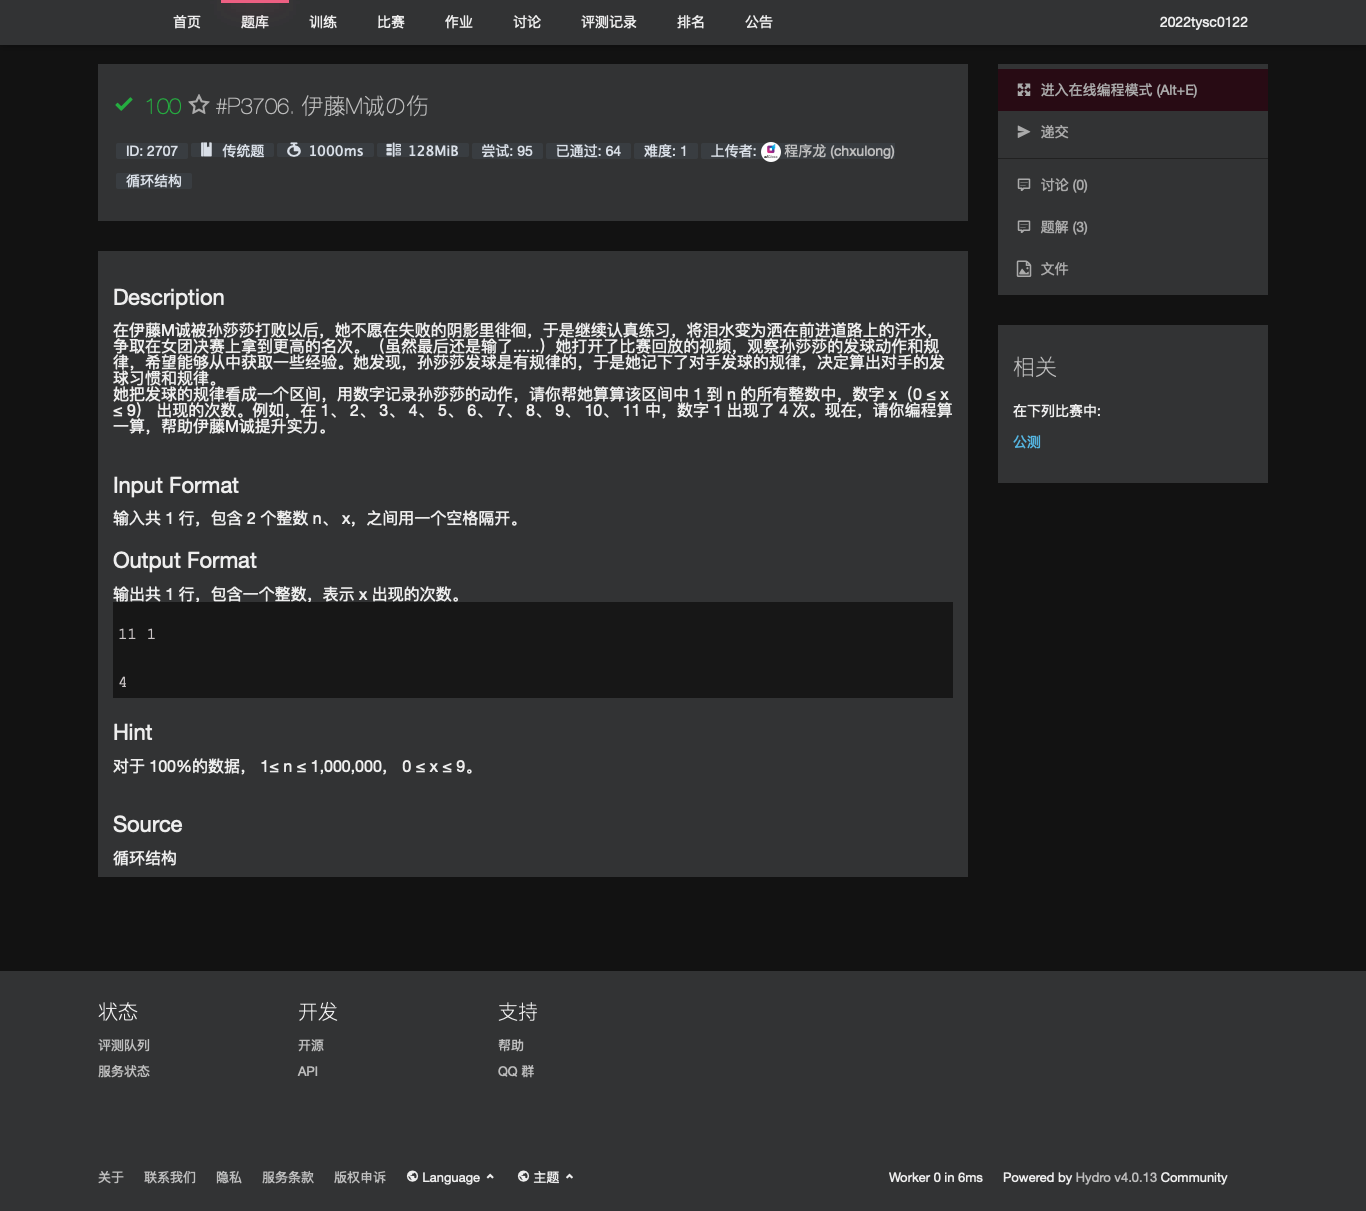 首页 题库 训练 比赛 作业 讨论 评测记录 排名 公告 2022tysc0122
100 #P3706. 伊藤M诚の伤
ID: 2707 传统题 1000ms 128MiB 尝试: 95 已通过: 64 难度: 1 上传者: 程序龙 (chxulong)
循环结构
进入在线编程模式 (Alt+E)
递交
讨论 (0)
题解 (3)
文件
相关
在下列比赛中:
公测
Description
在伊藤M诚被孙莎莎打败以后，她不愿在失败的阴影里徘徊，于是继续认真练习，将泪水变为洒在前进道路上的汗水，
争取在女团决赛上拿到更高的名次。（虽然最后还是输了......）她打开了比赛回放的视频，观察孙莎莎的发球动作和规
律，希望能够从中获取一些经验。她发现，孙莎莎发球是有规律的，于是她记下了对手发球的规律，决定算出对手的发
球习惯和规律。
她把发球的规律看成一个区间，用数字记录孙莎莎的动作，请你帮她算算该区间中 1 到 n 的所有整数中，数字 x（0 ≤ x
≤ 9） 出现的次数。例如，在 1、 2、 3、 4、 5、 6、 7、 8、 9、 10、 11 中，数字 1 出现了 4 次。现在，请你编程算
一算，帮助伊藤M诚提升实力。
Input Format
输入共 1 行，包含 2 个整数 n、 x，之间用一个空格隔开。
Output Format
输出共 1 行，包含一个整数，表示 x 出现的次数。
11 1
4
Hint
对于 100%的数据， 1≤ n ≤ 1,000,000， 0 ≤ x ≤ 9。
Source
循环结构
状态 开发 支持
评测队列 开源 帮助
服务状态 API QQ 群
关于 联系我们 隐私 服务条款 版权申诉 Language 主题 Worker 0 in 6ms Powered by Hydro v4.0.13 Community